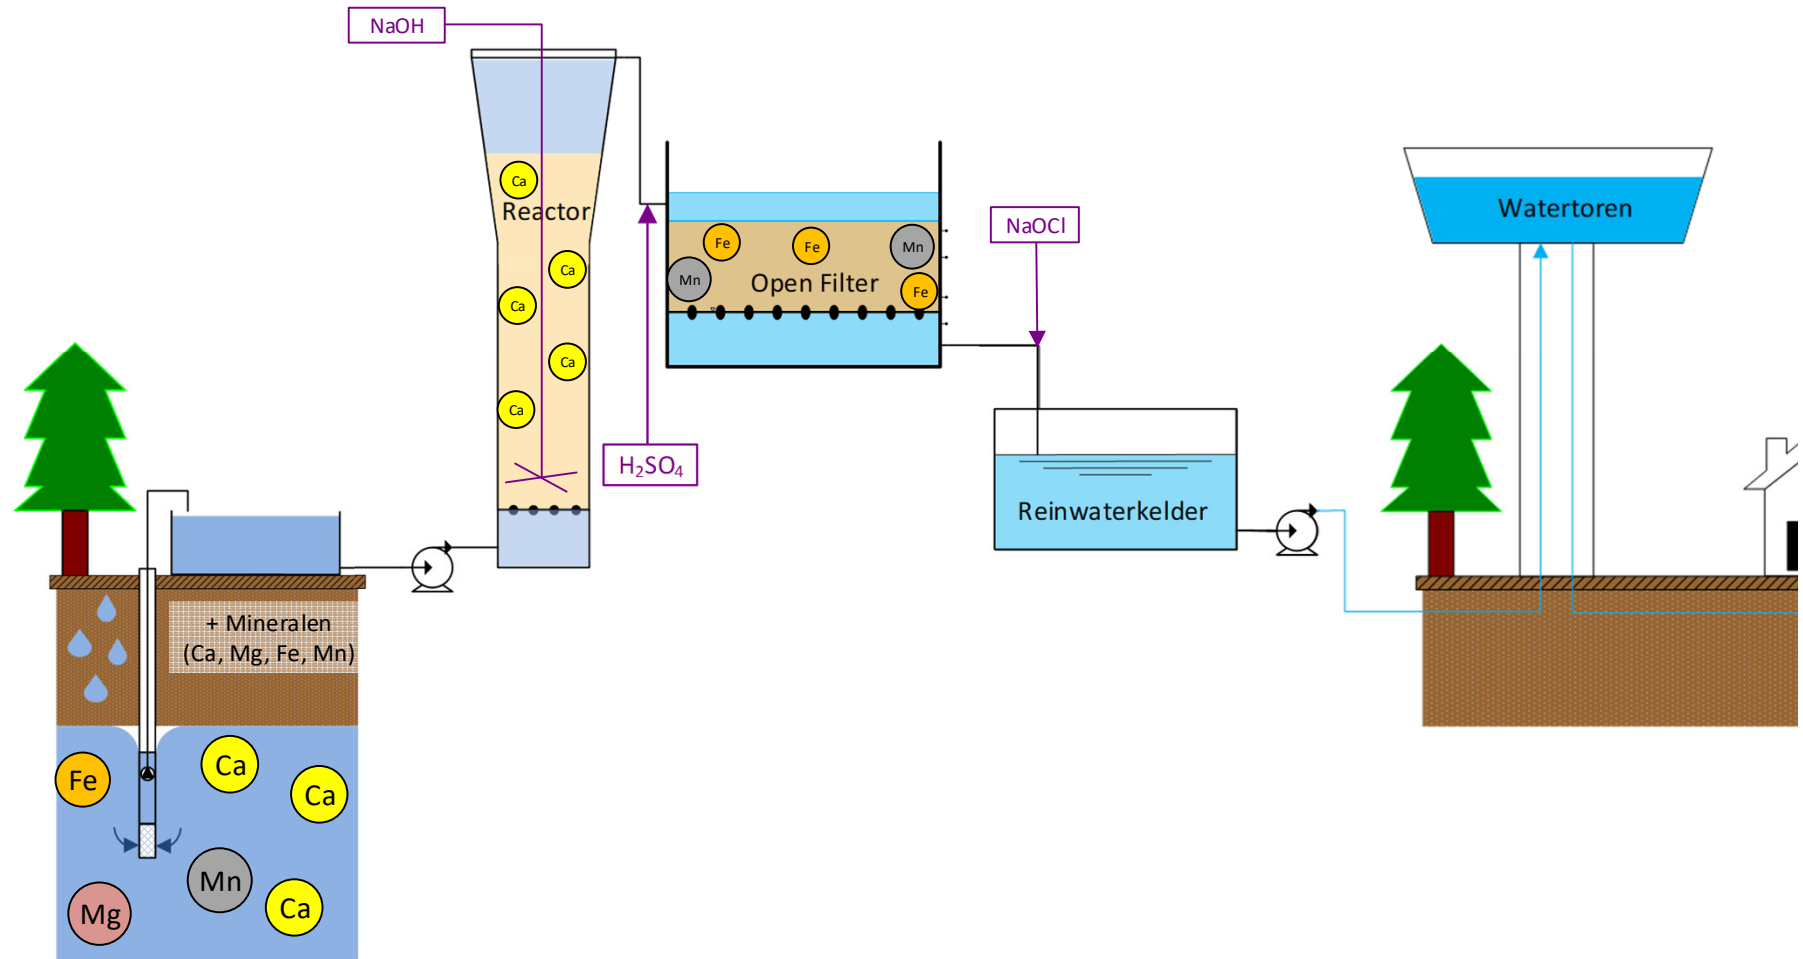 NaOH
Ca
Reactor
Ca
Ca
Ca
Ca
H₂SO₄
Fe
Fe
Mn
Mn
Open Filter
Fe
NaOCl
Reinwaterkelder
Watertoren
+ Mineralen
(Ca, Mg, Fe, Mn)
Fe
Ca
Ca
Mn
Mg
Ca